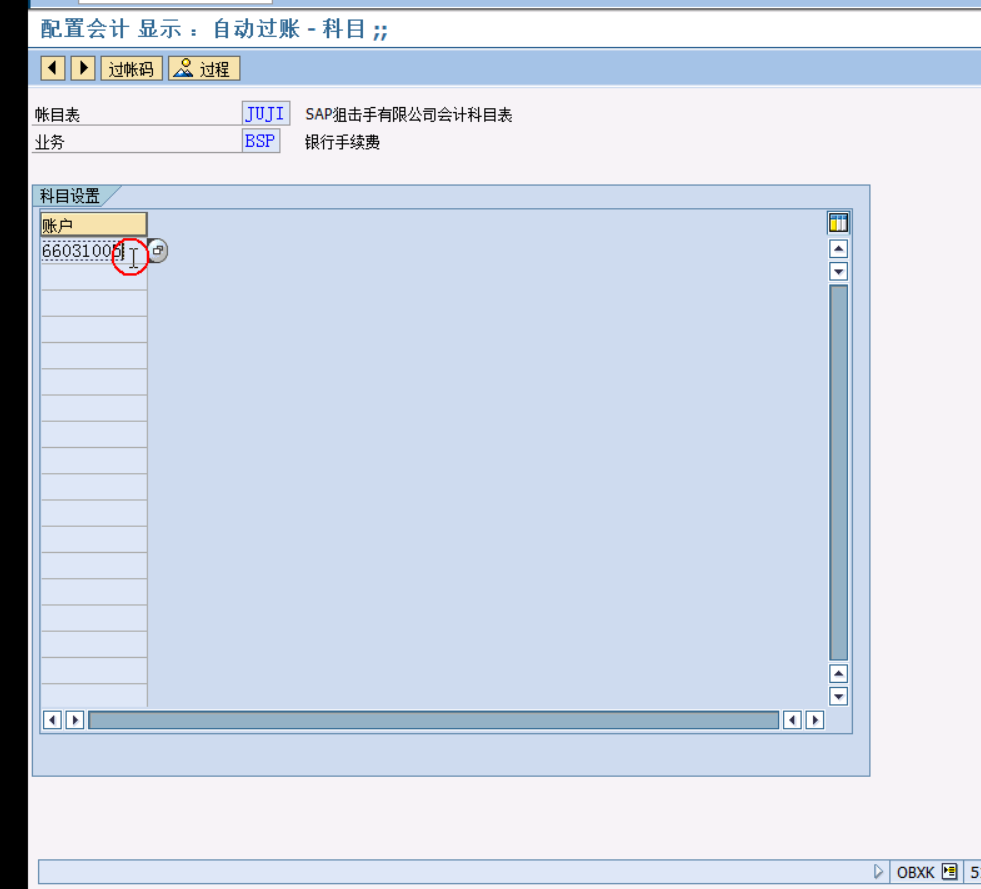 配置会计 显示 : 自动过账 - 科目 ;;
过帐码 过程
帐目表 JUJI SAP狙击手有限公司会计科目表
业务 BSP 银行手续费
科目设置
账户
66031005
OBXK